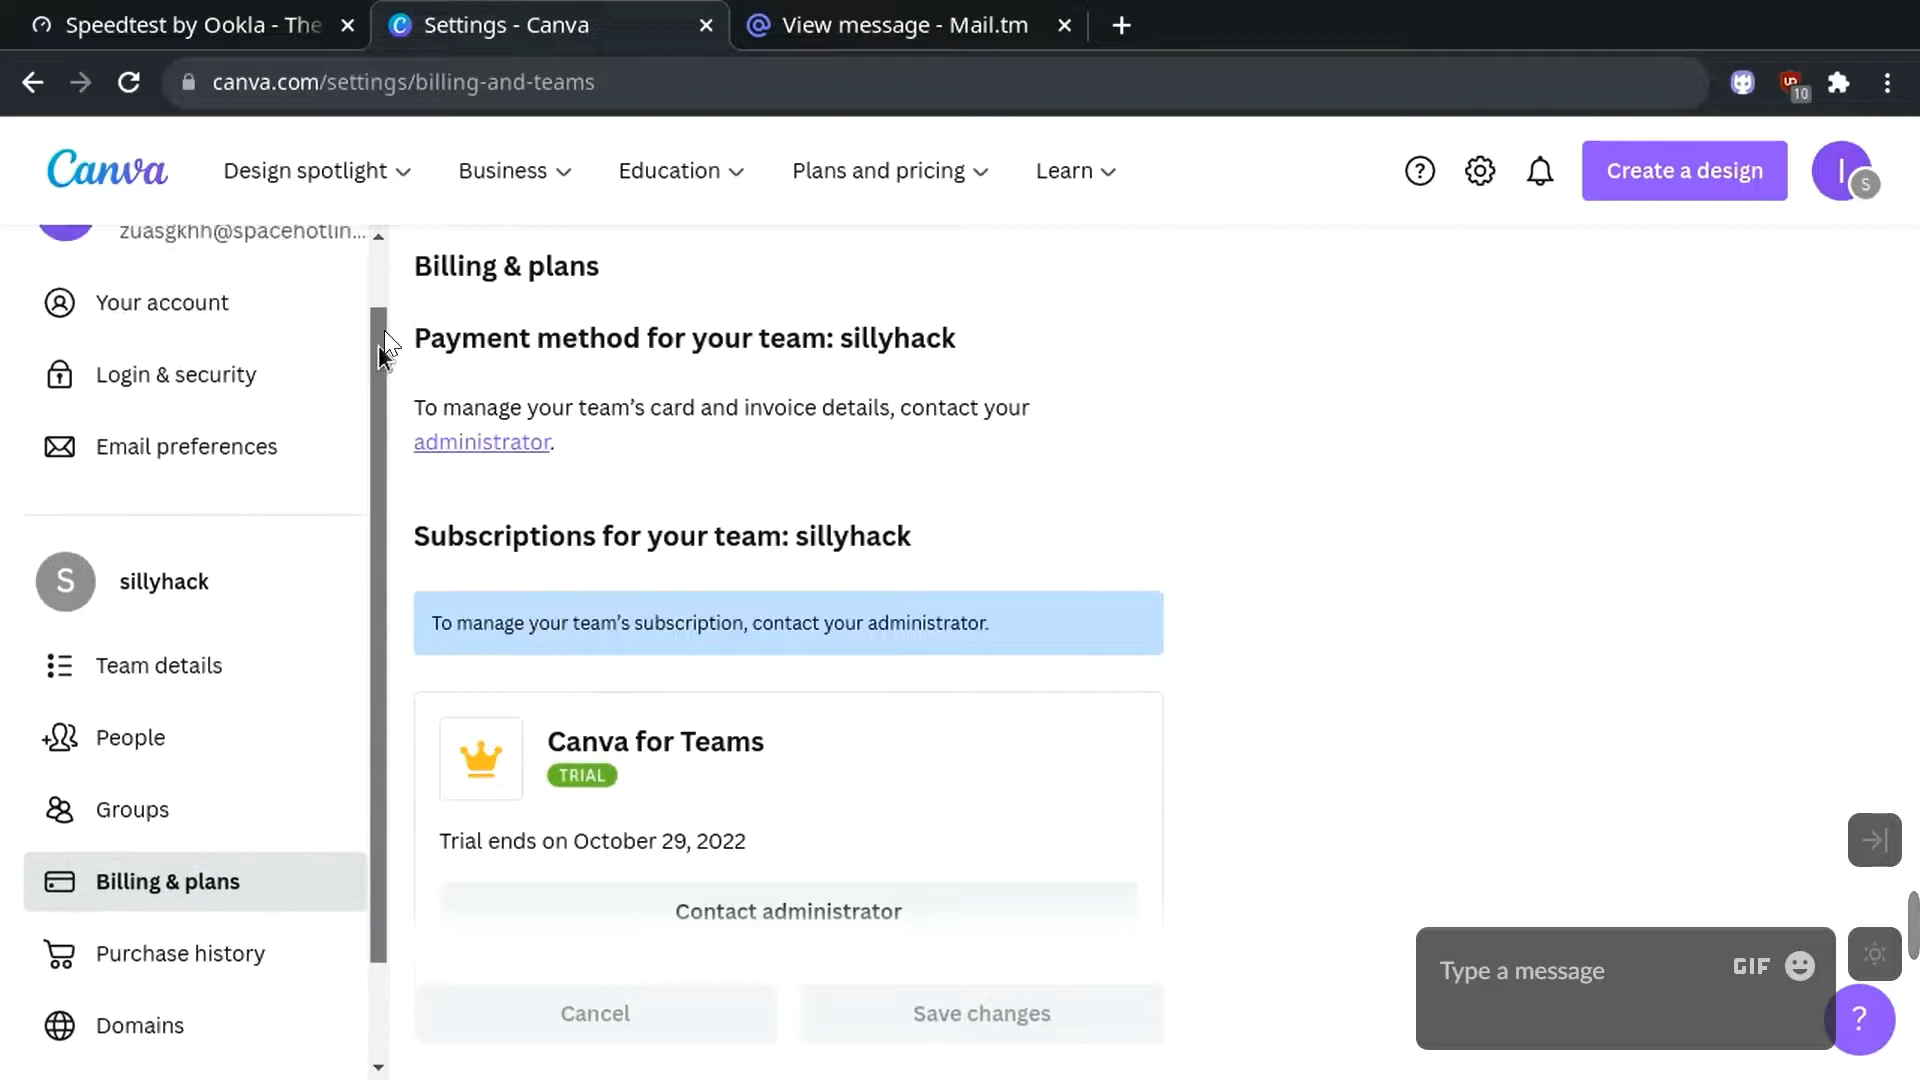 Speedtest by Ookla - The
Settings - Canva
View message - Mail.tm
canva.com/settings/billing-and-teams
10
Canva
Design spotlight
Business
Education
Plans and pricing
Learn
Create a design
I
S
zuasgkhh@spacehotlin...
Your account
Login & security
Email preferences
S
sillyhack
Team details
People
Groups
Billing & plans
Purchase history
Domains
Billing & plans
Payment method for your team: sillyhack
To manage your team’s card and invoice details, contact your
administrator.
Subscriptions for your team: sillyhack
To manage your team’s subscription, contact your administrator.
Canva for Teams
TRIAL
Trial ends on October 29, 2022
Contact administrator
Cancel
Save changes
Type a message
GIF
?